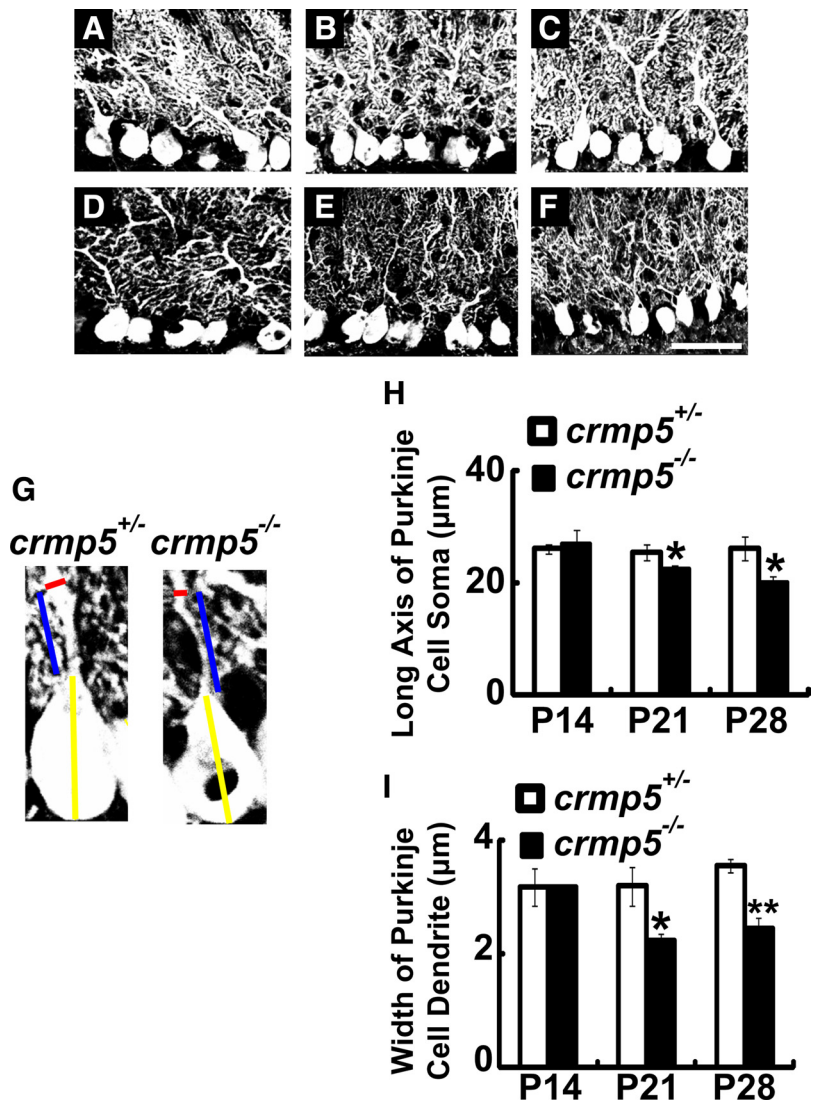 A
B
C
D
E
F
G
crmp5+/- crmp5-/-
H
crmp5+/-
crmp5-/-
Long Axis of Purkinje
Cell Soma (µm)
40
20
0
*
*
P14 P21 P28
I
crmp5+/-
crmp5-/-
Width of Purkinje
Cell Dendrite (µm)
4
2
0
*
**
P14 P21 P28